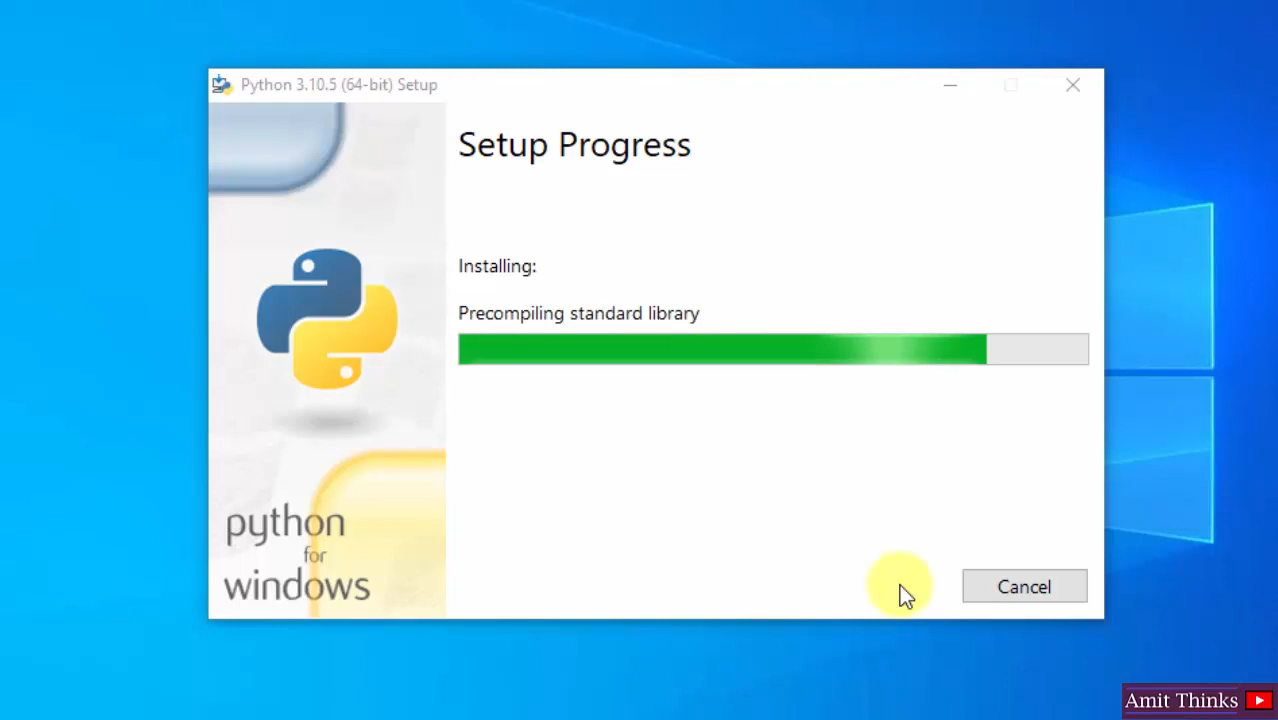 Python 3.10.5 (64-bit) Setup
Setup Progress
Installing:
Precompiling standard library
python
for
windows
Cancel
Amit Thinks